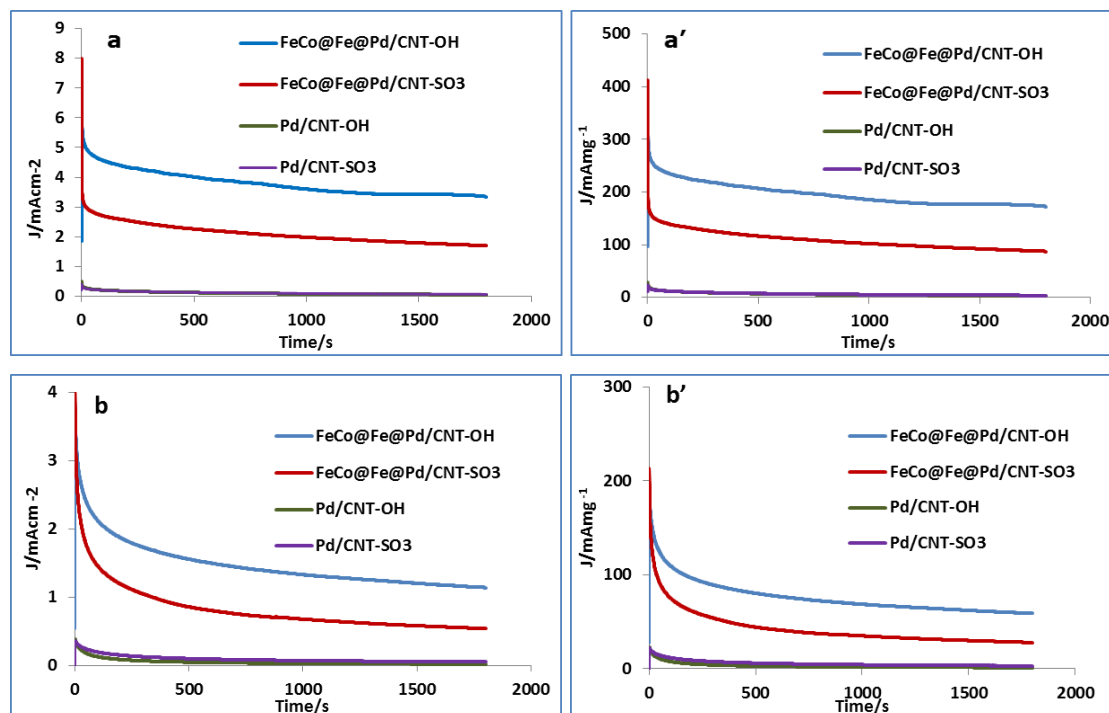 a
FeCo@Fe@Pd/CNT-OH
FeCo@Fe@Pd/CNT-SO3
Pd/CNT-OH
Pd/CNT-SO3
J/mAcm-2
9
8
7
6
5
4
3
2
1
0
0
500
1000
1500
2000
Time/s
a’
FeCo@Fe@Pd/CNT-OH
FeCo@Fe@Pd/CNT-SO3
Pd/CNT-OH
Pd/CNT-SO3
J/mAmg-1
500
400
300
200
100
0
0
500
1000
1500
2000
Time/s
b
FeCo@Fe@Pd/CNT-OH
FeCo@Fe@Pd/CNT-SO3
Pd/CNT-OH
Pd/CNT-SO3
J/mAcm-2
4
3
2
1
0
0
500
1000
1500
2000
Time/s
b’
FeCo@Fe@Pd/CNT-OH
FeCo@Fe@Pd/CNT-SO3
Pd/CNT-OH
Pd/CNT-SO3
J/mAmg-1
300
200
100
0
0
500
1000
1500
2000
Time/s